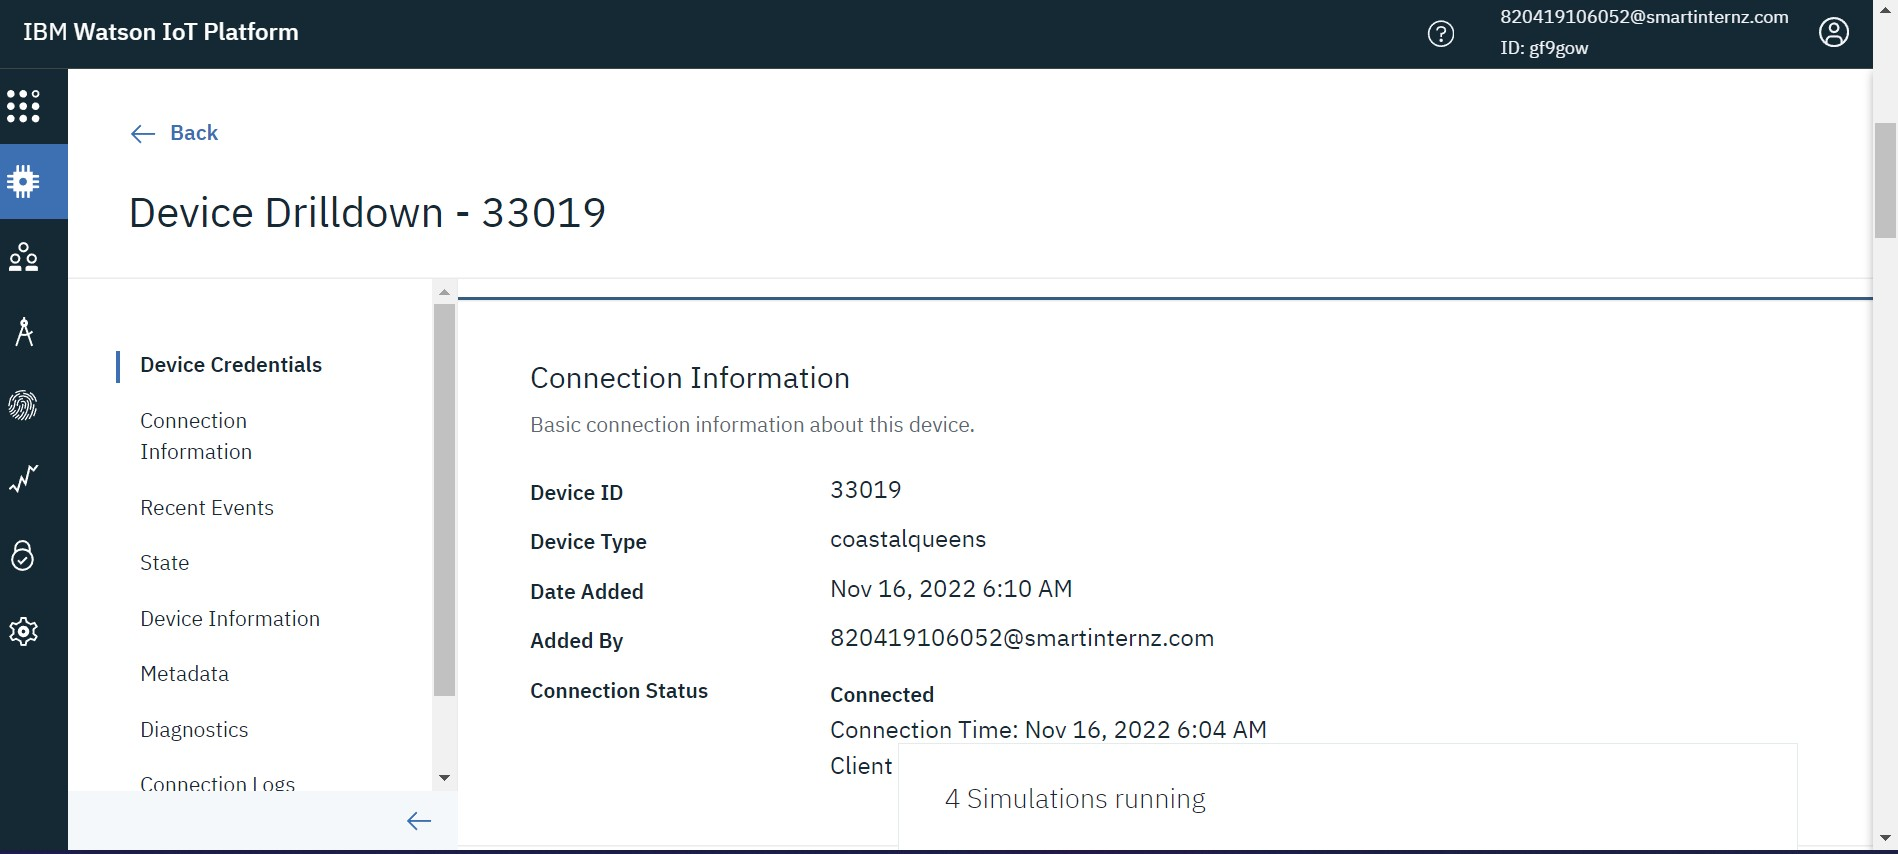 IBM Watson IoT Platform
820419106052@smartinternz.com
ID: gf9gow
Back
Device Drilldown - 33019
Device Credentials
Connection
Information
Recent Events
State
Device Information
Metadata
Diagnostics
Connection Logs
Connection Information
Basic connection information about this device.
Device ID 33019
Device Type coastalqueens
Date Added Nov 16, 2022 6:10 AM
Added By 820419106052@smartinternz.com
Connection Status Connected
Connection Time: Nov 16, 2022 6:04 AM
Client
4 Simulations running